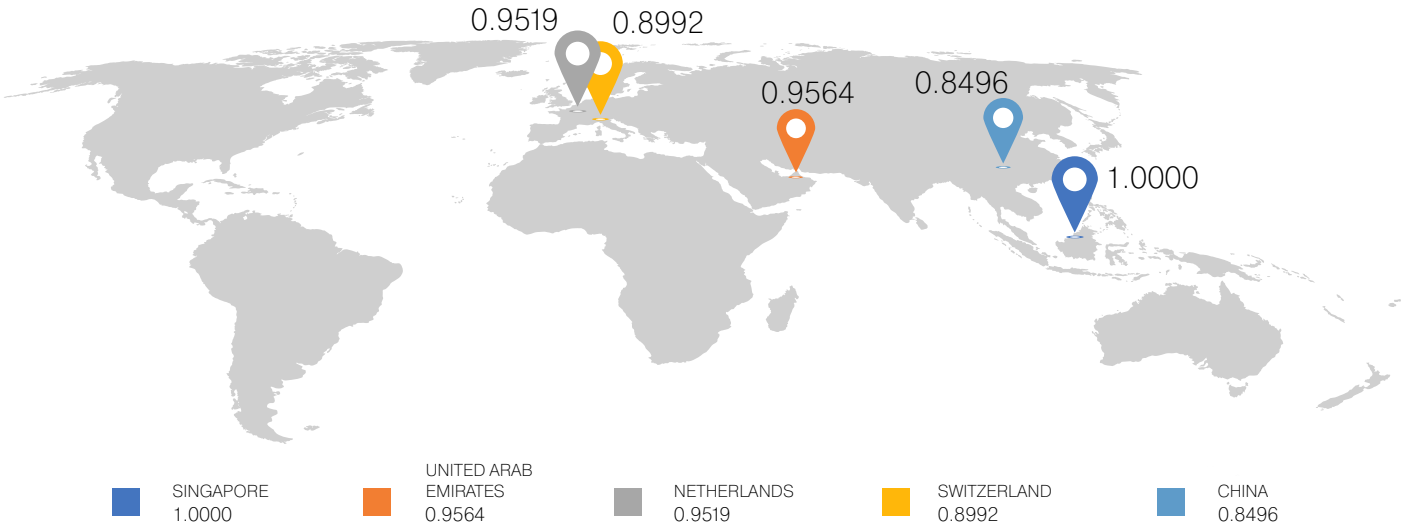 0.9519
0.8992
0.9564
0.8496
1.0000
SINGAPORE
1.0000
UNITED ARAB
EMIRATES
0.9564
NETHERLANDS
0.9519
SWITZERLAND
0.8992
CHINA
0.8496